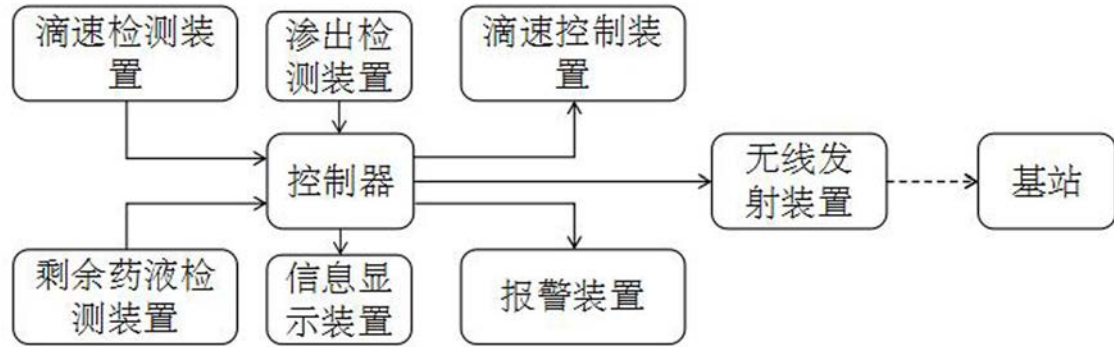 滴速检测装
置
渗出检
测装置
滴速控制装
置
控制器
无线发
射装置
基站
剩余药液检
测装置
信息显
示装置
报警装置